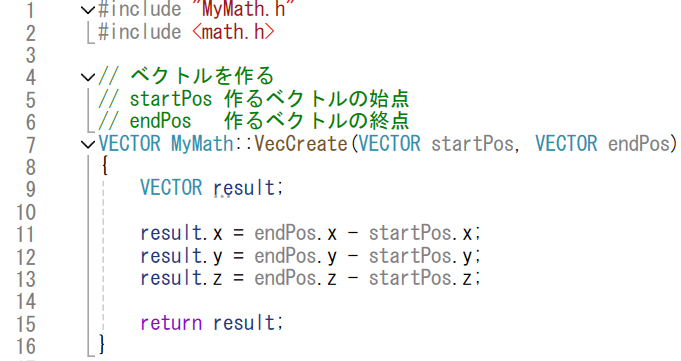 1 #include "MyMath.h"
2 #include <math.h>
3
4 // ベクトルを作る
5 // startPos 作るベクトルの始点
6 // endPos   作るベクトルの終点
7 VECTOR MyMath::VecCreate(VECTOR startPos, VECTOR endPos)
8 {
9     VECTOR result;
10
11     result.x = endPos.x - startPos.x;
12     result.y = endPos.y - startPos.y;
13     result.z = endPos.z - startPos.z;
14
15     return result;
16 }